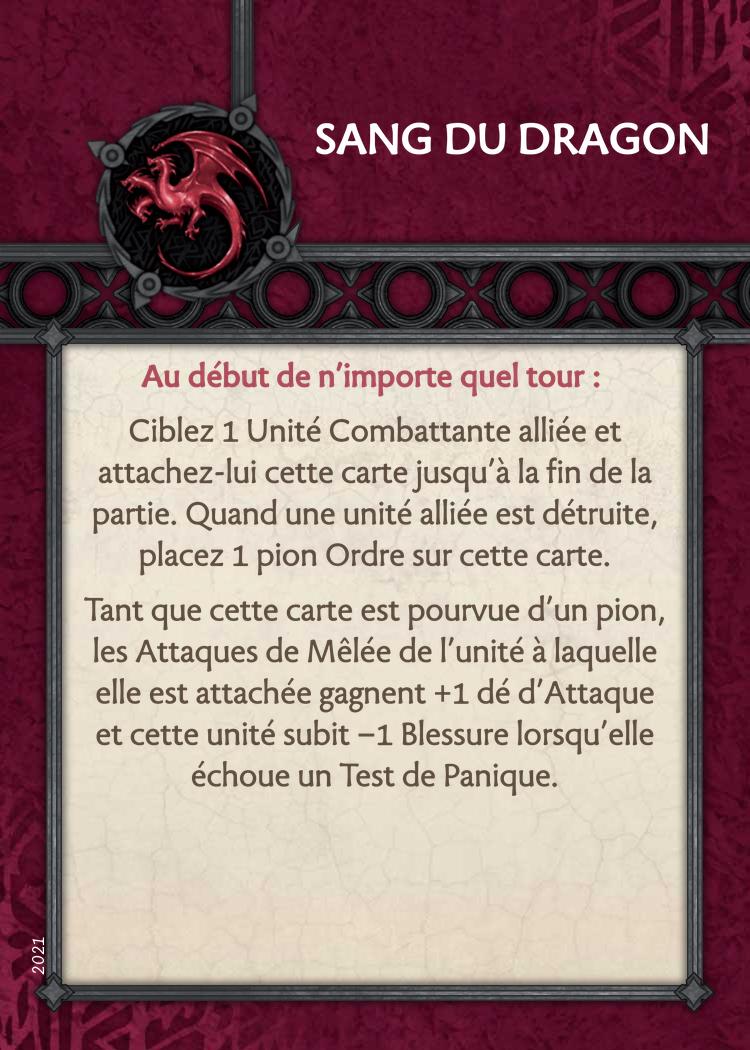 SANG DU DRAGON
Au début de n’importe quel tour :
Ciblez 1 Unité Combattante alliée et
attachez-lui cette carte jusqu’à la fin de la
partie. Quand une unité alliée est détruite,
placez 1 pion Ordre sur cette carte.
Tant que cette carte est pourvue d’un pion,
les Attaques de Mêlée de l’unité à laquelle
elle est attachée gagnent +1 dé d’Attaque
et cette unité subit –1 Blessure lorsqu’elle
échoue un Test de Panique.
2021